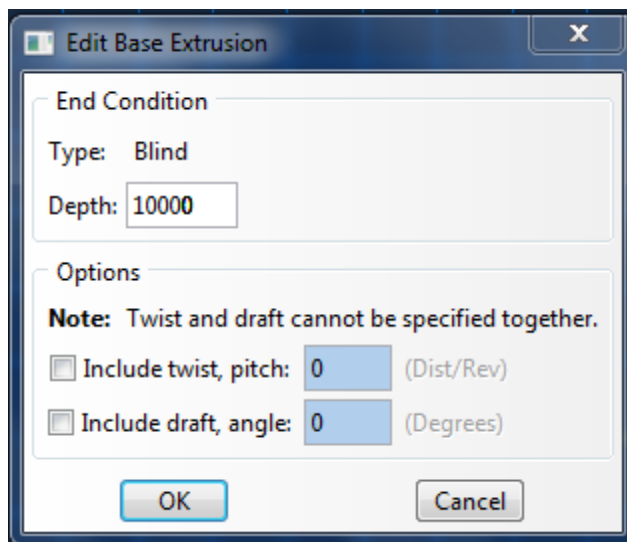 Edit Base Extrusion
x
End Condition
Type: Blind
Depth: 10000
Options
Note: Twist and draft cannot be specified together.
Include twist, pitch: 0 (Dist/Rev)
Include draft, angle: 0 (Degrees)
OK Cancel